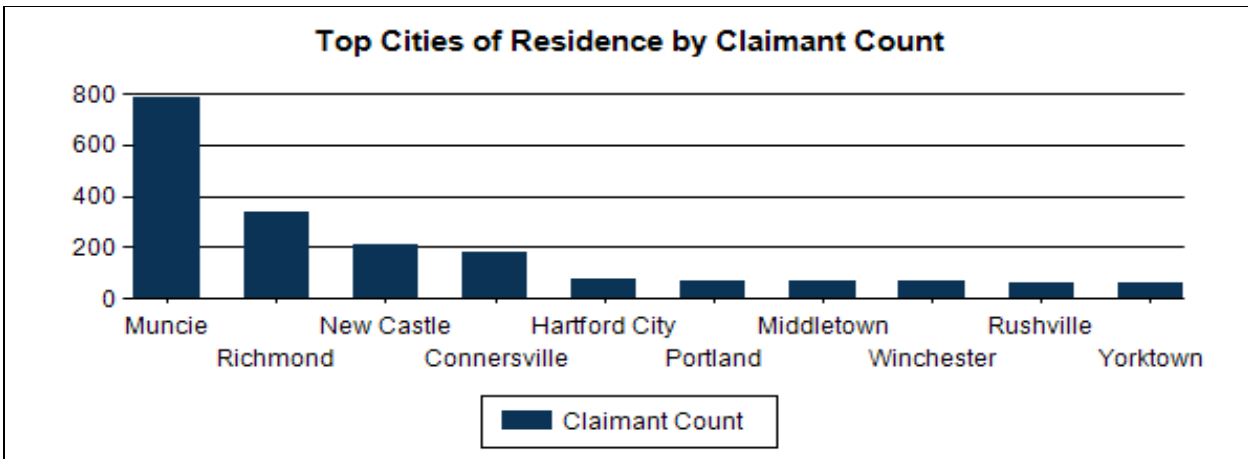 Top Cities of Residence by Claimant Count
800
600
400
200
0
Muncie New Castle Hartford City Middletown Rushville
Richmond Connersville Portland Winchester Yorktown
Claimant Count